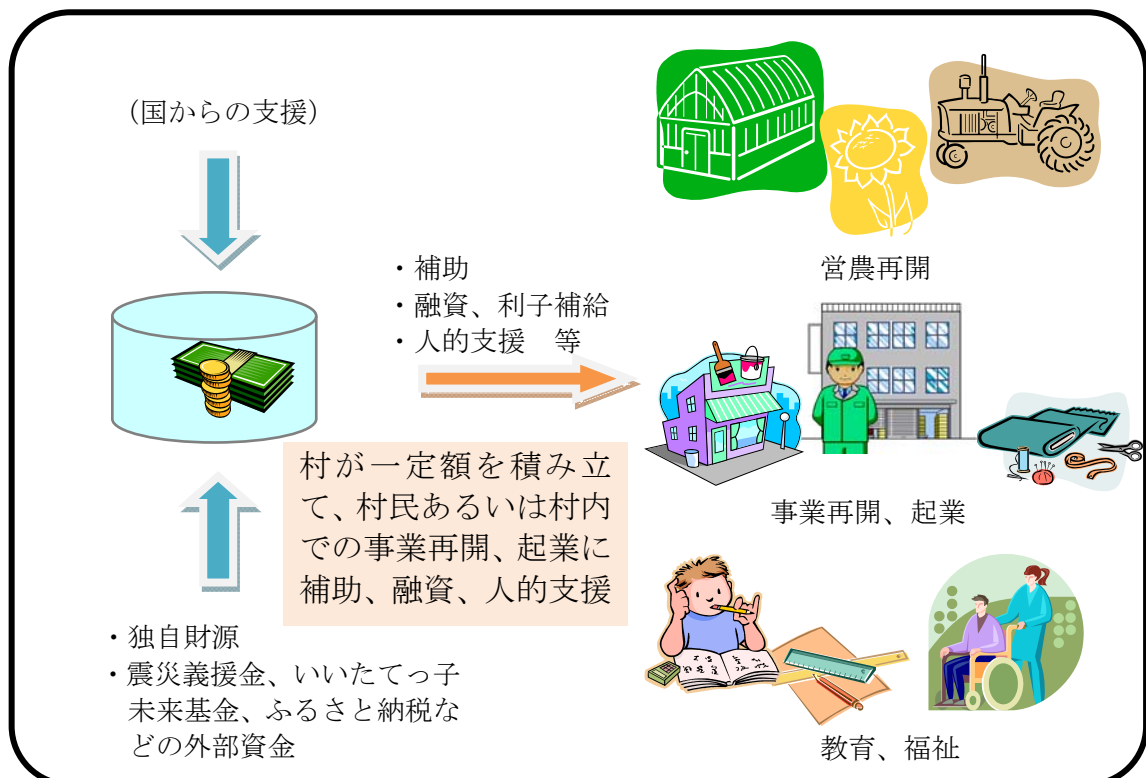 (国からの支援)
・補助
・融資、利子補給
・人的支援　等
村が一定額を積み立
て、村民あるいは村内
での事業再開、起業に
補助、融資、人的支援
・独自財源
・震災義援金、いいたてっ子
未来基金、ふるさと納税な
どの外部資金
営農再開
事業再開、起業
教育、福祉